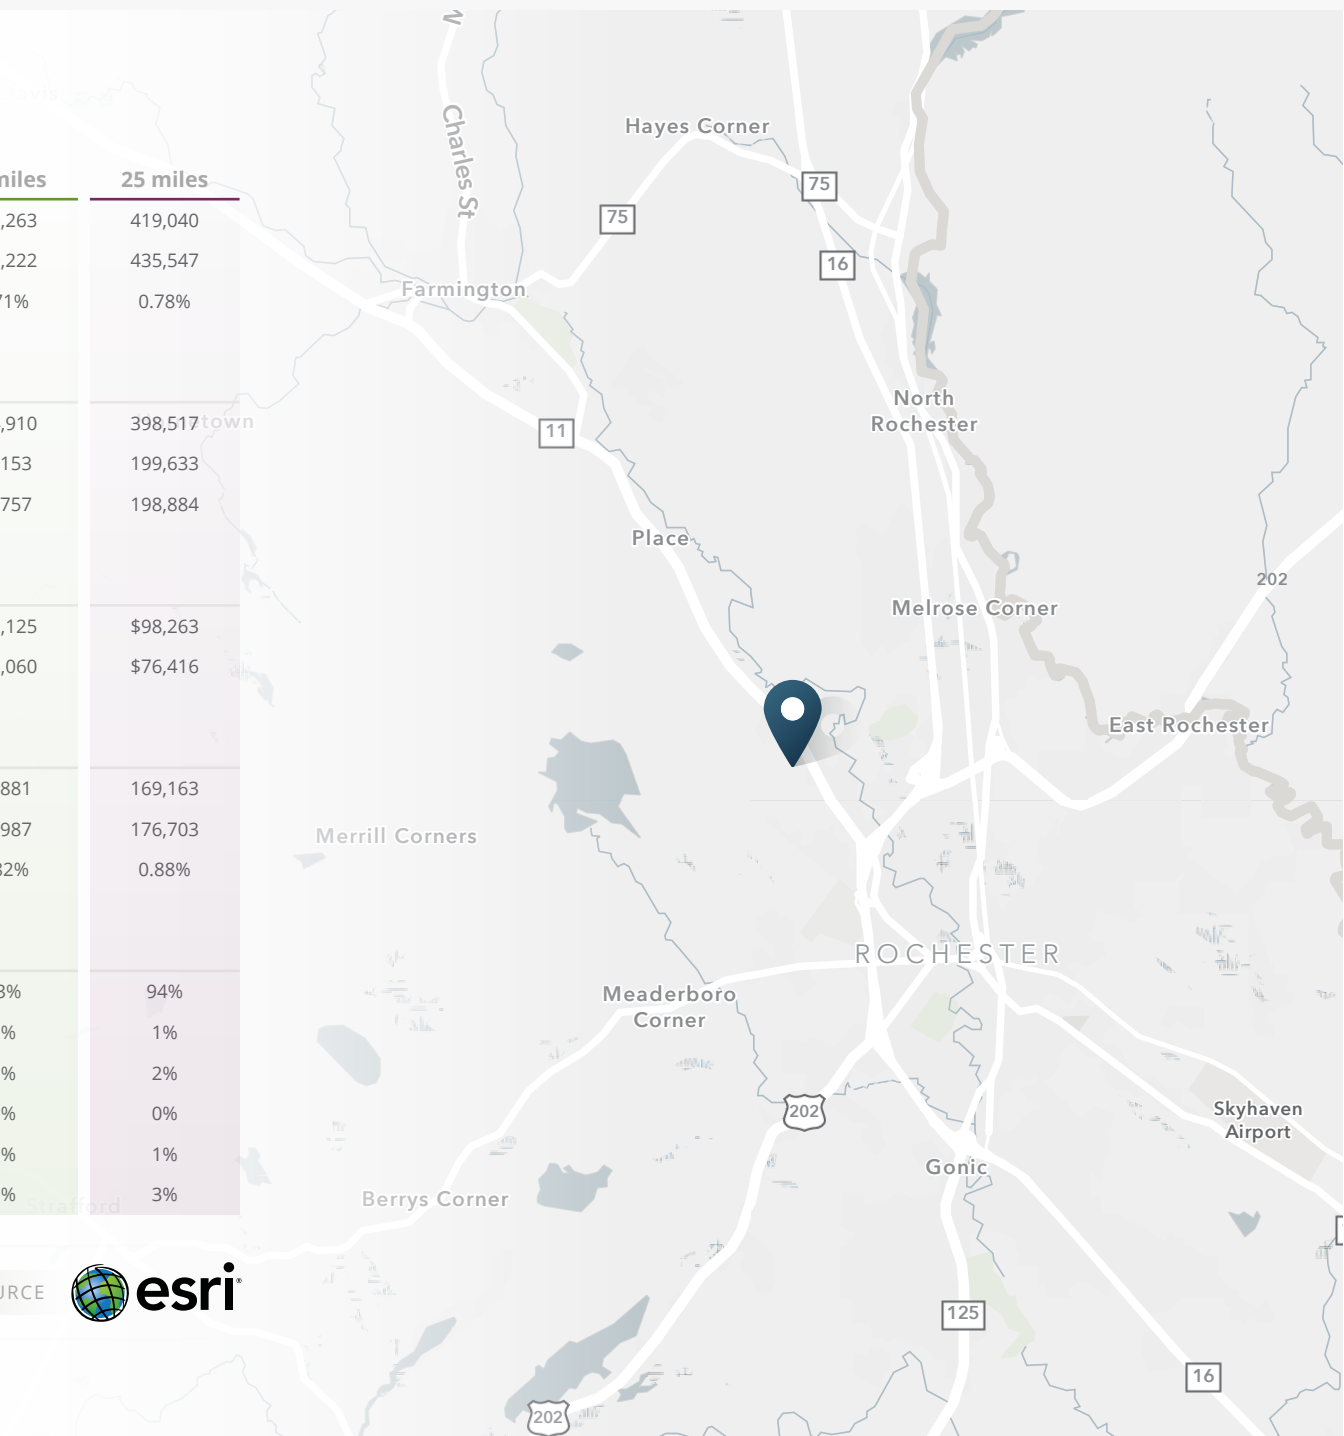 Hayes Corner
Charles St
miles 25 miles
,263 419,040
,222 435,547
71% 0.78%
,910 398,517
153 199,633
757 198,884
,125 $98,263
,060 $76,416
881 169,163
987 176,703
82% 0.88%
3% 94%
% 1%
% 2%
% 0%
% 1%
% 3%
URCE esri
75
75
16
Farmington
11
North
Rochester
Place
202
Melrose Corner
East Rochester
Merrill Corners
ROCHESTER
Meaderboro
Corner
202
Skyhaven
Airport
Gonic
Berrys Corner
Strafford
125
16
202